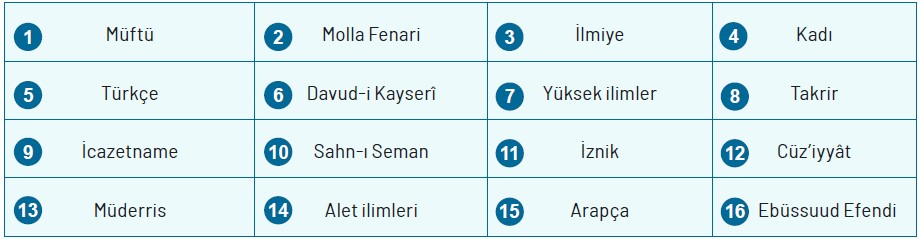 1 Müftü 2 Molla Fenari 3 İlmiye 4 Kadı
5 Türkçe 6 Davud-i Kayserî 7 Yüksek ilimler 8 Takrir
9 İcazetname 10 Sahn-ı Seman 11 İznik 12 Cüz’iyyât
13 Müderris 14 Alet ilimleri 15 Arapça 16 Ebüssuud Efendi